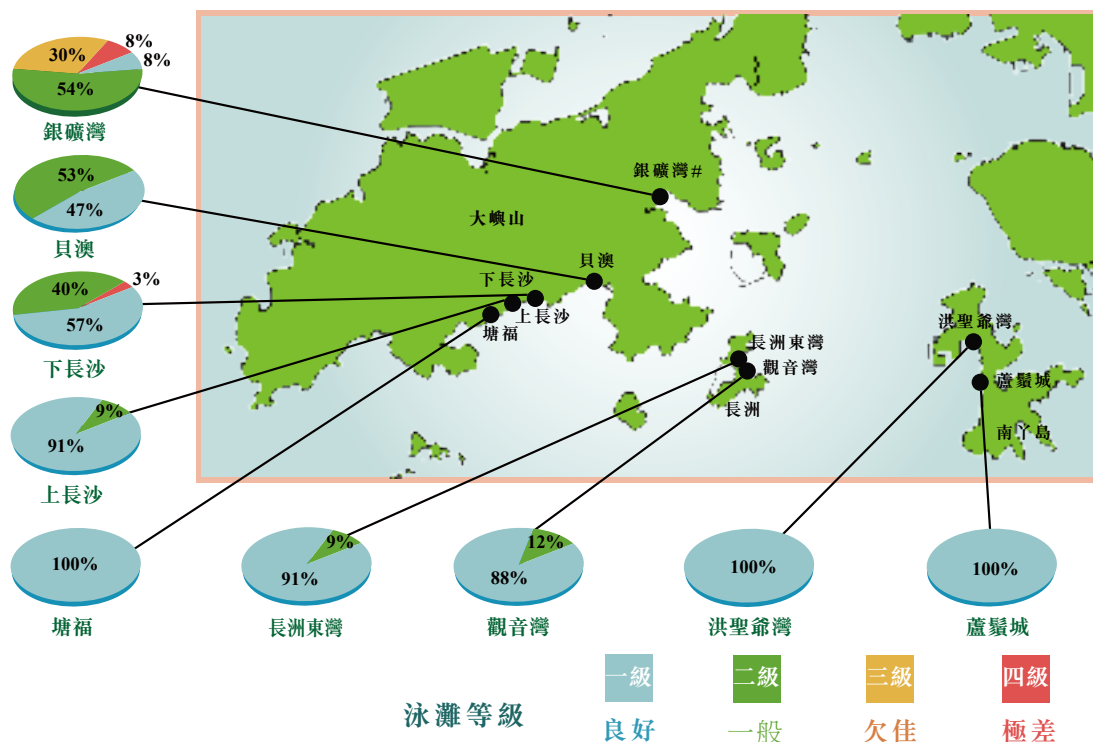 30%
8%
8%
54%
銀礦灣
53%
47%
貝澳
40%
3%
57%
下長沙
9%
91%
上長沙
100%
塘福
9%
91%
長洲東灣
12%
88%
觀音灣
100%
洪聖爺灣
100%
蘆鬚城
銀礦灣#
大嶼山
貝澳
下長沙
上長沙
塘福
長洲東灣
觀音灣
長洲
洪聖爺灣
蘆鬚城
南丫島
泳灘等級
一級 二級 三級 四級
良好 一般 欠佳 極差